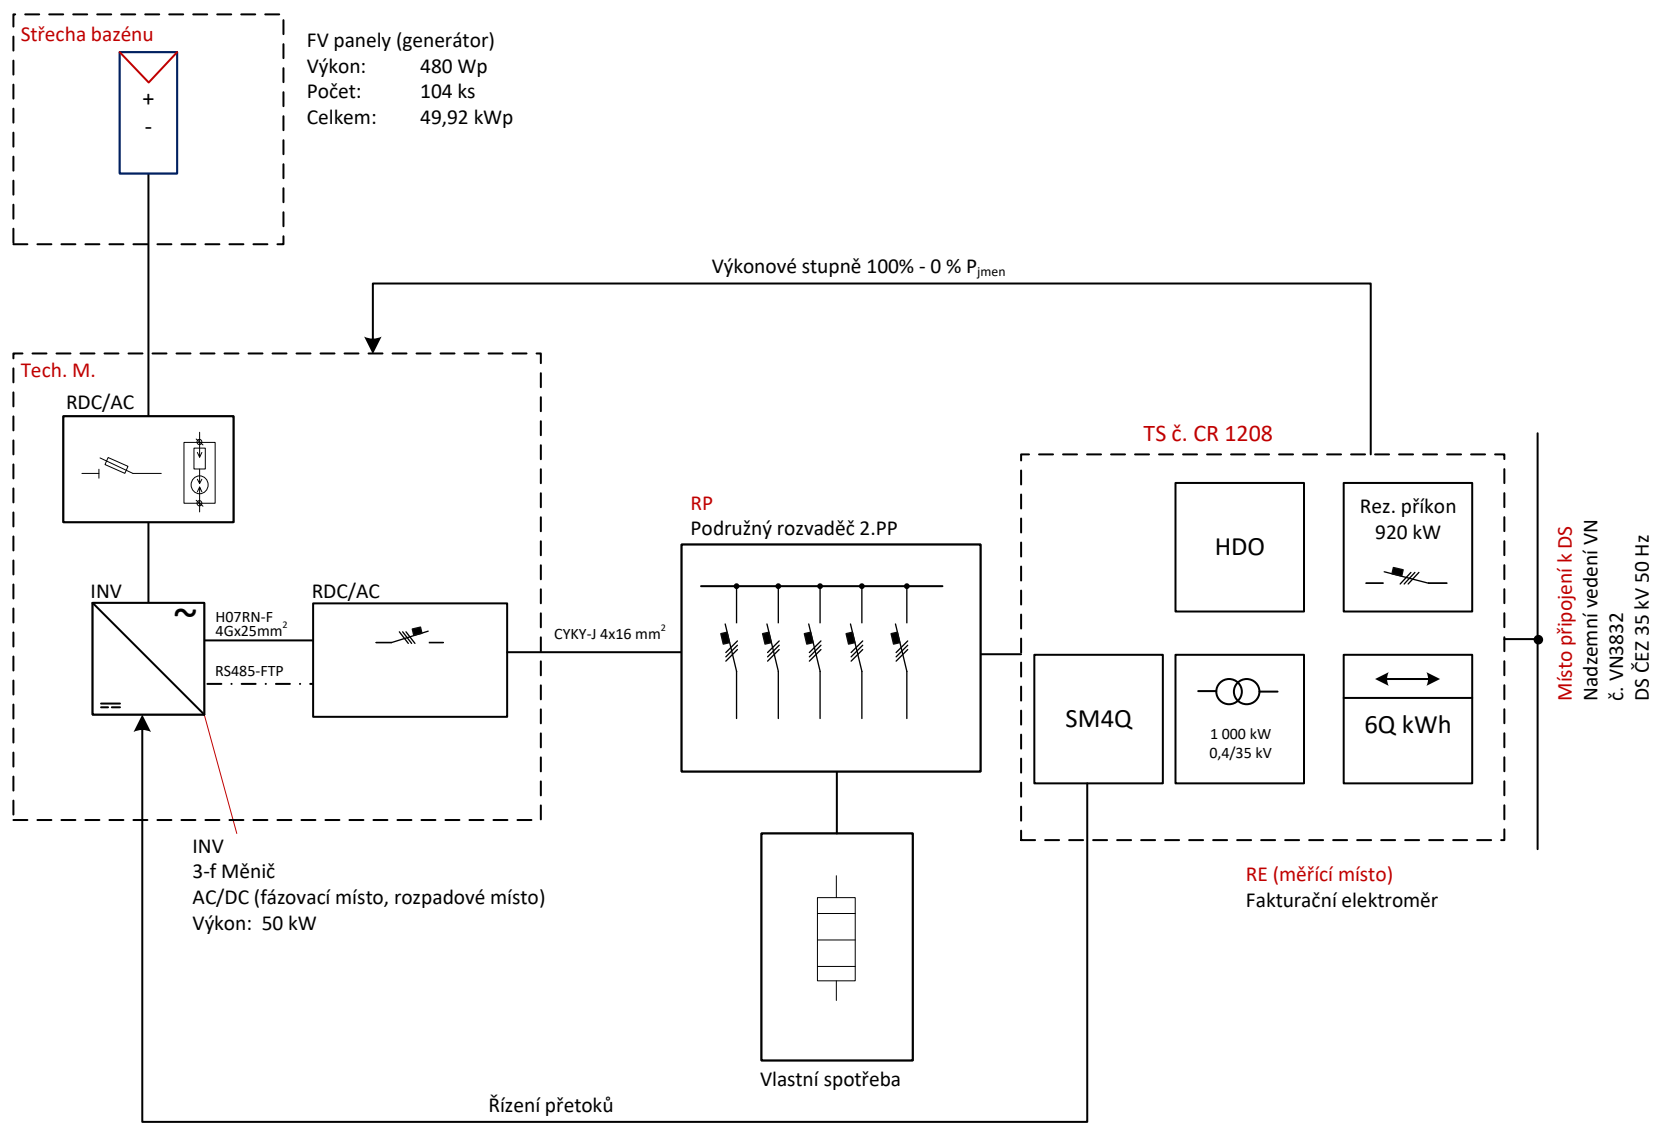 Střecha bazénu
+
-
FV panely (generátor)
Výkon: 480 Wp
Počet: 104 ks
Celkem: 49,92 kWp
Výkonové stupně 100% - 0 % Pjmen
Tech. M.
RDC/AC
INV
~
H07RN-F
4Gx25mm²
RS485-FTP
RDC/AC
CYKY-J 4x16 mm²
RP
Podružný rozvaděč 2.PP
TS č. CR 1208
HDO
Rez. příkon
920 kW
SM4Q
1 000 kW
0,4/35 kV
6Q kWh
Místo připojení k DS
Nadzemní vedení VN
č. VN3832
DS ČEZ 35 kV 50 Hz
INV
3-f Měnič
AC/DC (fázovací místo, rozpadové místo)
Výkon: 50 kW
RE (měřící místo)
Fakturační elektroměr
Vlastní spotřeba
Řízení přetoků